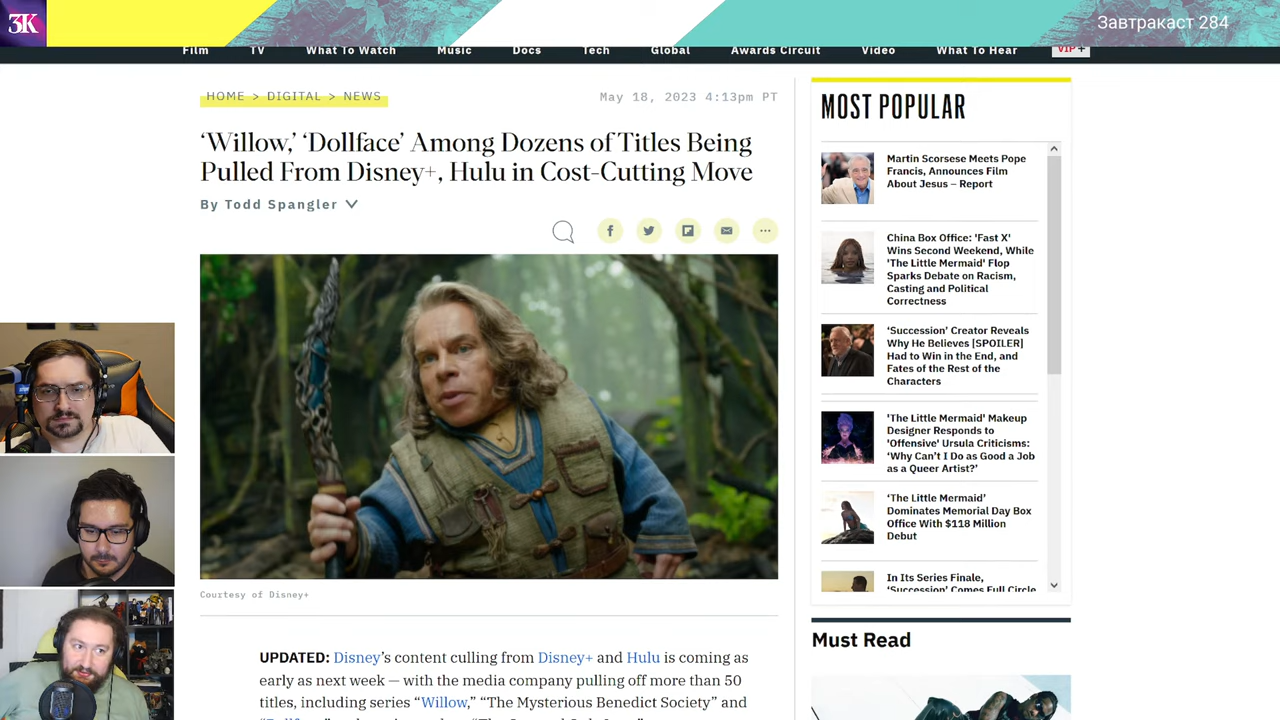 3K
Завтракаст 284
Film TV What To Watch Music Docs Tech Global Awards Circuit Video What To Hear VIP+
HOME > DIGITAL > NEWS
May 18, 2023 4:13pm PT
‘Willow,’ ‘Dollface’ Among Dozens of Titles Being
Pulled From Disney+, Hulu in Cost-Cutting Move
By Todd Spangler
Courtesy of Disney+
UPDATED: Disney’s content culling from Disney+ and Hulu is coming as
early as next week — with the media company pulling off more than 50
titles, including series “Willow,” “The Mysterious Benedict Society” and
MOST POPULAR
Martin Scorsese Meets Pope
Francis, Announces Film
About Jesus – Report
China Box Office: 'Fast X'
Wins Second Weekend, While
'The Little Mermaid' Flop
Sparks Debate on Racism,
Casting and Political
Correctness
‘Succession’ Creator Reveals
Why He Believes [SPOILER]
Had to Win in the End, and
Fates of the Rest of the
Characters
'The Little Mermaid' Makeup
Designer Responds to
'Offensive' Ursula Criticisms:
‘Why Can’t I Do as Good a Job
as a Queer Artist?’
‘The Little Mermaid’
Dominates Memorial Day Box
Office With $118 Million
Debut
In Its Series Finale,
‘Succession’ Comes Full Circle
Must Read